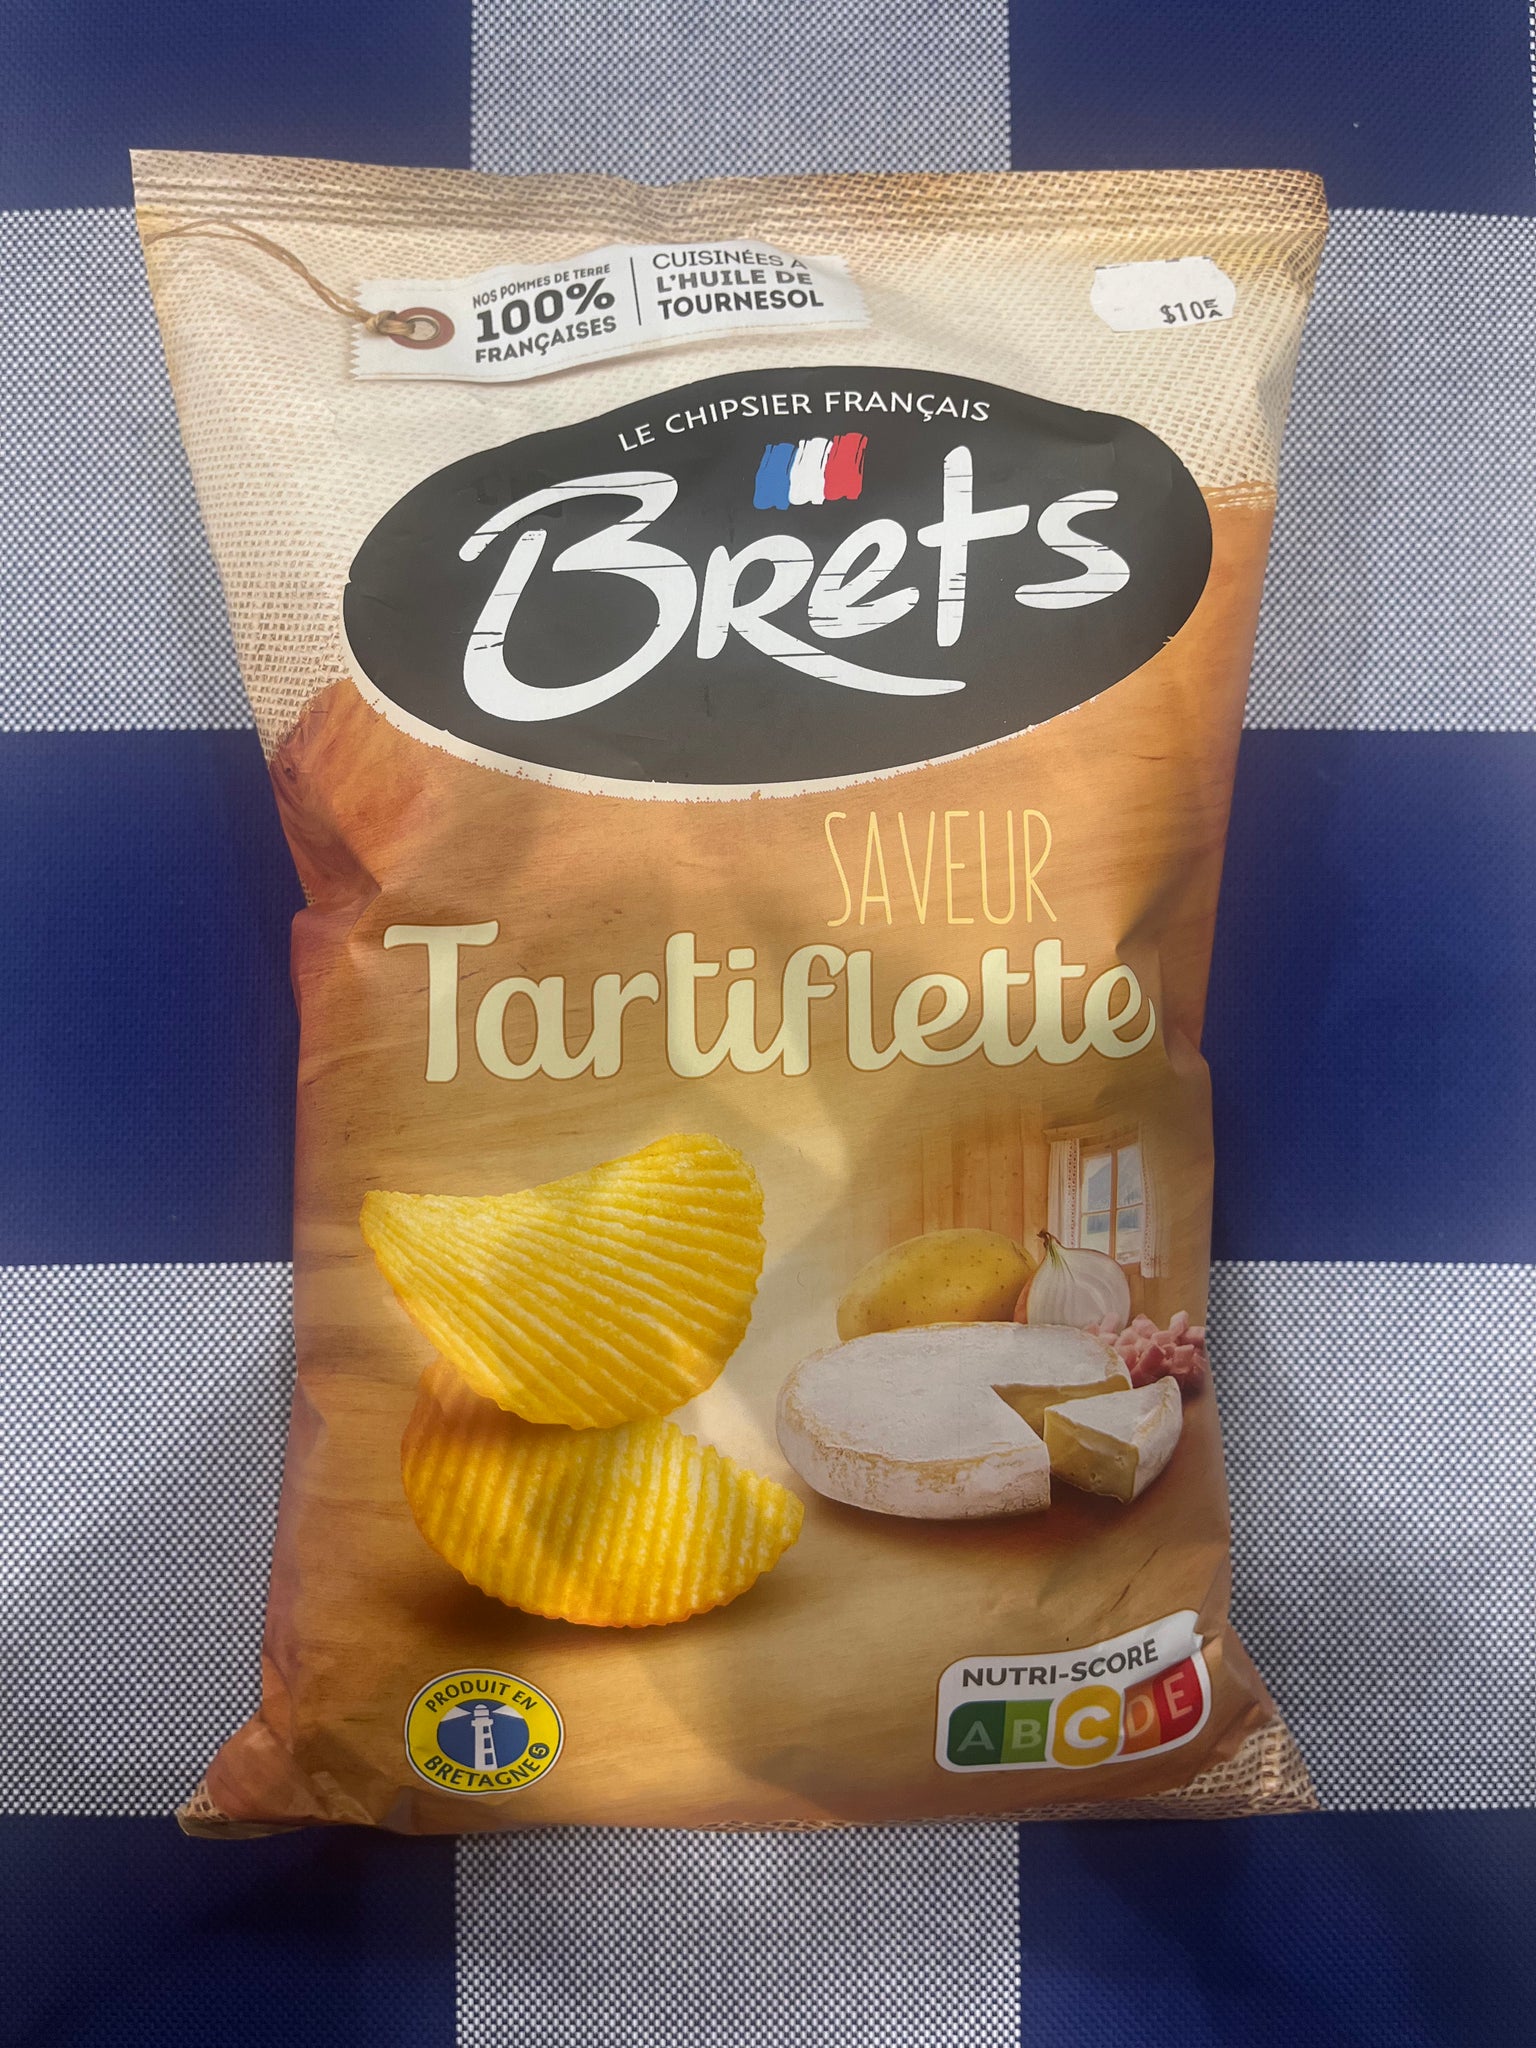 NOS POMMES DE TERRE
100%
FRANÇAISES
CUISINÉES À
L'HUILE DE
TOURNESOL
LE CHIPSIER FRANÇAIS
Brets
SAVEUR
Tartiflette
PRODUIT EN
BRETAGNE
NUTRI-SCORE
A B C D E